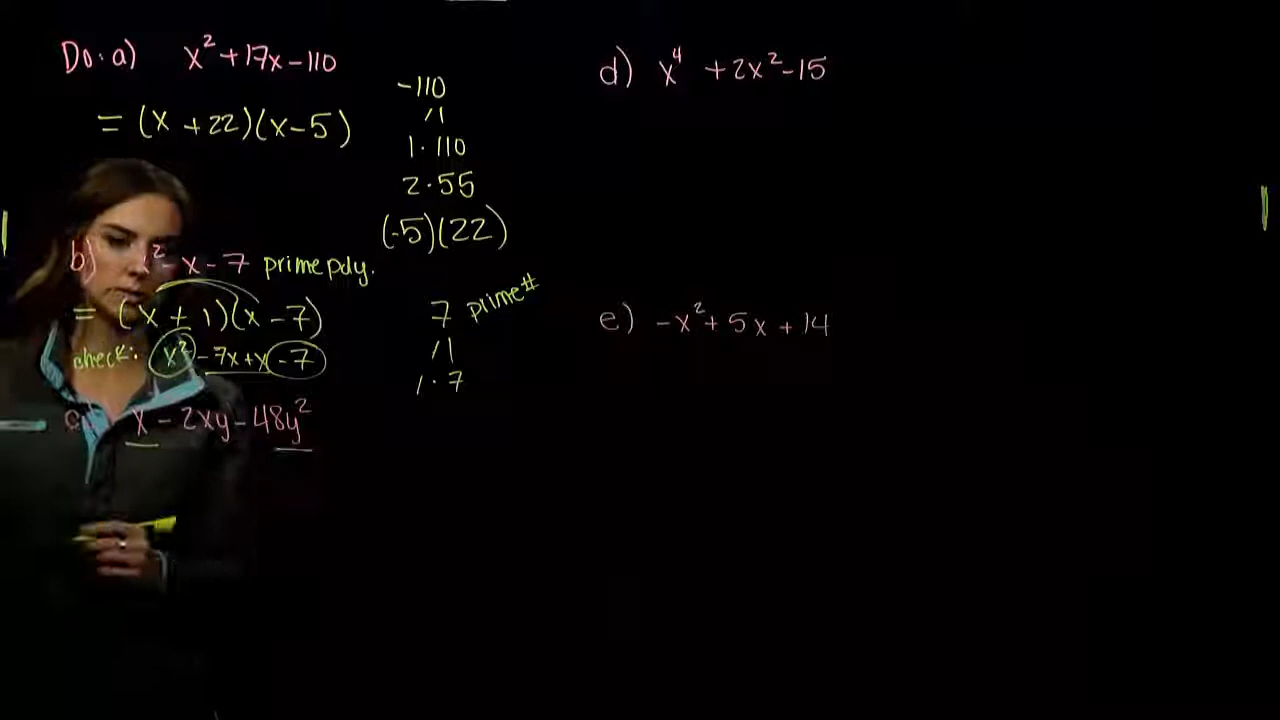 Do: a) x² + 17x - 110
= (x + 22)(x - 5)
-110
1 · 110
2 · 55
(-5)(22)
b) x² - x - 7 prime poly.
= (x + 1)(x - 7)
check: x² - 7x + x - 7
7 prime #
1 · 7
c) x - 2xy - 48y²
d) x⁴ + 2x² - 15
e) -x² + 5x + 14